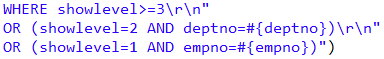 WHERE showlevel>=3\r\n"
OR (showlevel=2 AND deptno=#{deptno})\r\n"
OR (showlevel=1 AND empno=#{empno})")